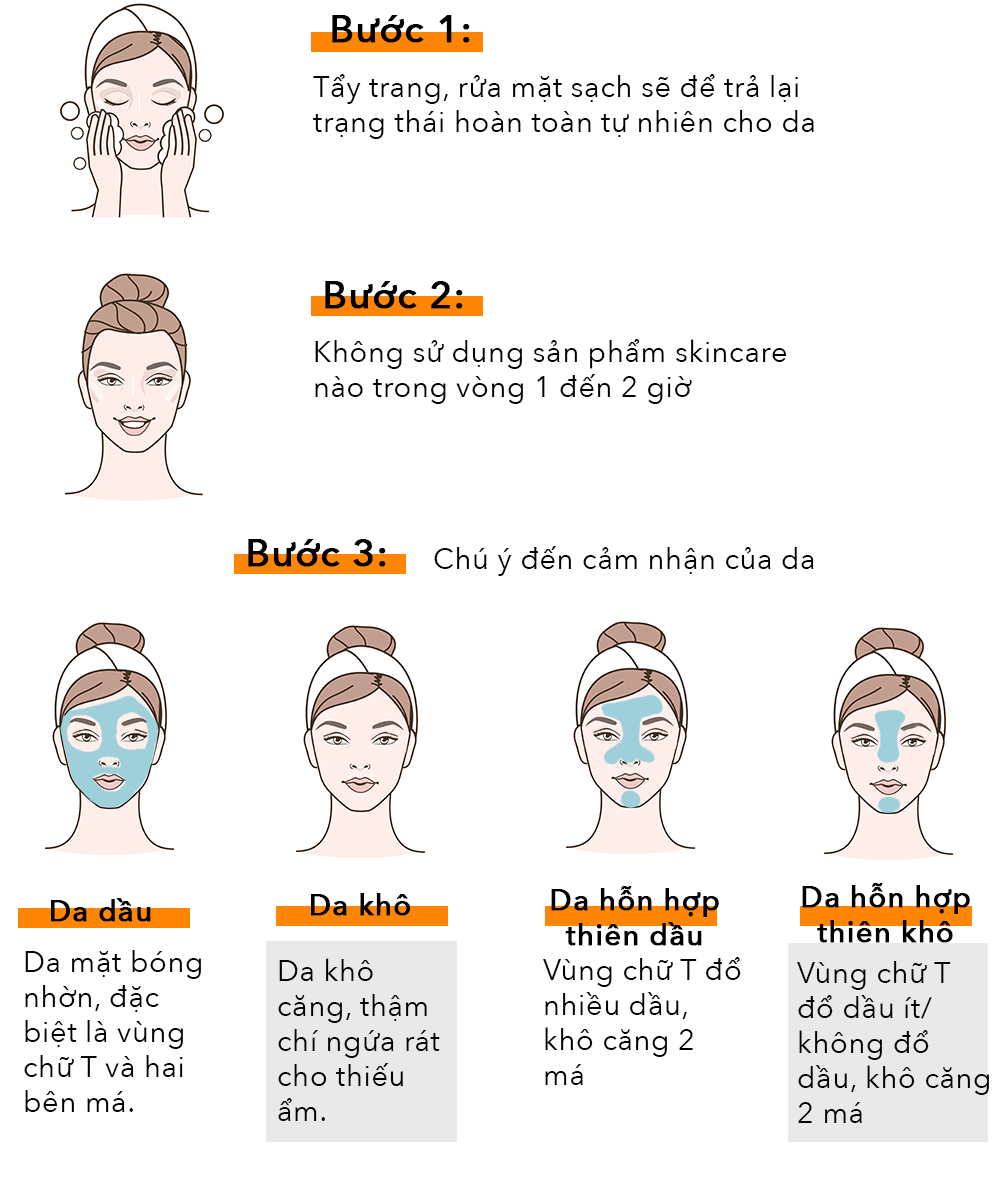 Bước 1:
Tẩy trang, rửa mặt sạch sẽ để trả lại
trạng thái hoàn toàn tự nhiên cho da
Bước 2:
Không sử dụng sản phẩm skincare
nào trong vòng 1 đến 2 giờ
Bước 3:
Chú ý đến cảm nhận của da
Da dầu
Da mặt bóng
nhờn, đặc
biệt là vùng
chữ T và hai
bên má.
Da khô
Da khô
căng, thậm
chí ngứa rát
cho thiếu
ẩm.
Da hỗn hợp
thiên dầu
Vùng chữ T đổ
nhiều dầu,
khô căng 2
má
Da hỗn hợp
thiên khô
Vùng chữ T
đổ dầu ít/
không đổ
dầu, khô căng
2 má